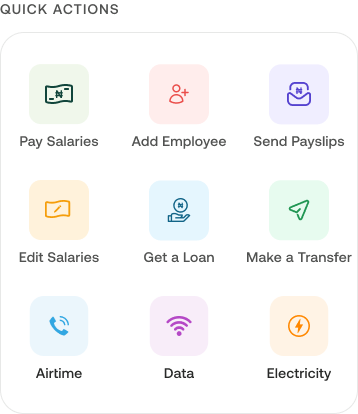 QUICK ACTIONS
Pay Salaries
Add Employee
Send Payslips
Edit Salaries
Get a Loan
Make a Transfer
Airtime
Data
Electricity